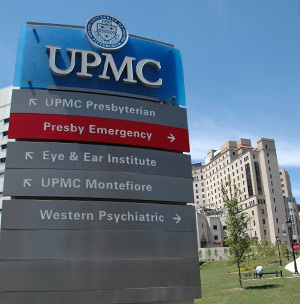 UPMC
UPMC Presbyterian
Presby Emergency
Eye & Ear Institute
UPMC Montefiore
Western Psychiatric